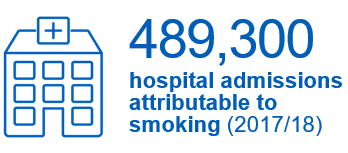 489,300
hospital admissions
attributable to
smoking (2017/18)